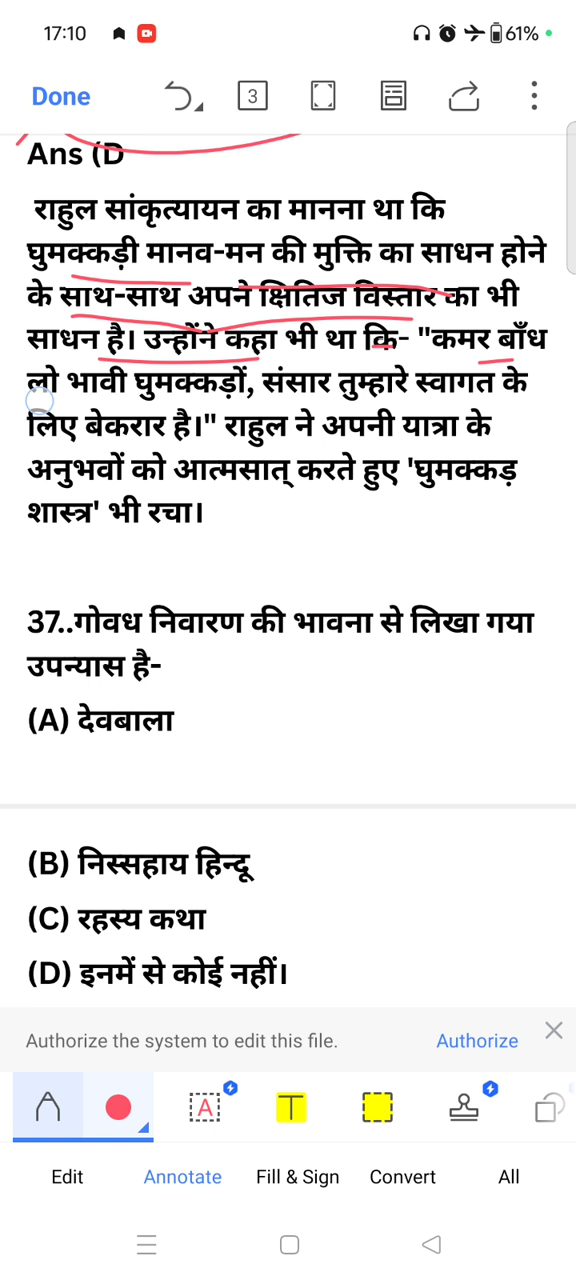 17:10
61%
Done
3
Ans (D
राहुल सांकृत्यायन का मानना था कि
घुमक्कड़ी मानव-मन की मुक्ति का साधन होने
के साथ-साथ अपने क्षितिज विस्तार का भी
साधन है। उन्होंने कहा भी था कि- "कमर बाँध
लो भावी घुमक्कड़ों, संसार तुम्हारे स्वागत के
लिए बेकरार है।" राहुल ने अपनी यात्रा के
अनुभवों को आत्मसात् करते हुए 'घुमक्कड़
शास्त्र' भी रचा।
37..गोवध निवारण की भावना से लिखा गया
उपन्यास है-
(A) देवबाला
(B) निस्सहाय हिन्दू
(C) रहस्य कथा
(D) इनमें से कोई नहीं।
Authorize the system to edit this file.
Authorize
A
T
Edit
Annotate
Fill & Sign
Convert
All